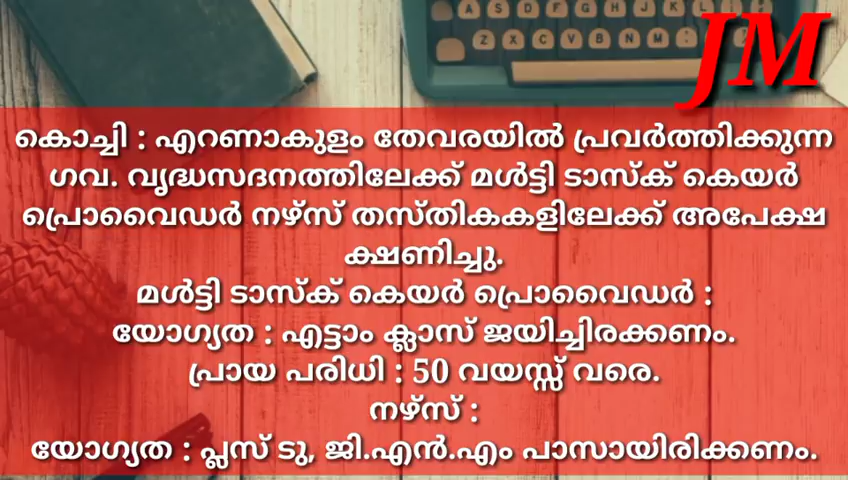 A S D F G H J K
Z X C V B N M
JM
കൊച്ചി : എറണാകുളം തേവരയിൽ പ്രവർത്തിക്കുന്ന
ഗവ. വൃദ്ധസദനത്തിലേക്ക് മൾട്ടി ടാസ്ക് കെയർ
പ്രൊവൈഡർ നഴ്സ് തസ്തികകളിലേക്ക് അപേക്ഷ
ക്ഷണിച്ചു.
മൾട്ടി ടാസ്ക് കെയർ പ്രൊവൈഡർ :
യോഗ്യത : എട്ടാം ക്ലാസ് ജയിച്ചിരക്കണം.
പ്രായ പരിധി : 50 വയസ്സ് വരെ.
നഴ്സ് :
യോഗ്യത : പ്ലസ് ടു, ജി.എൻ.എം പാസായിരിക്കണം.